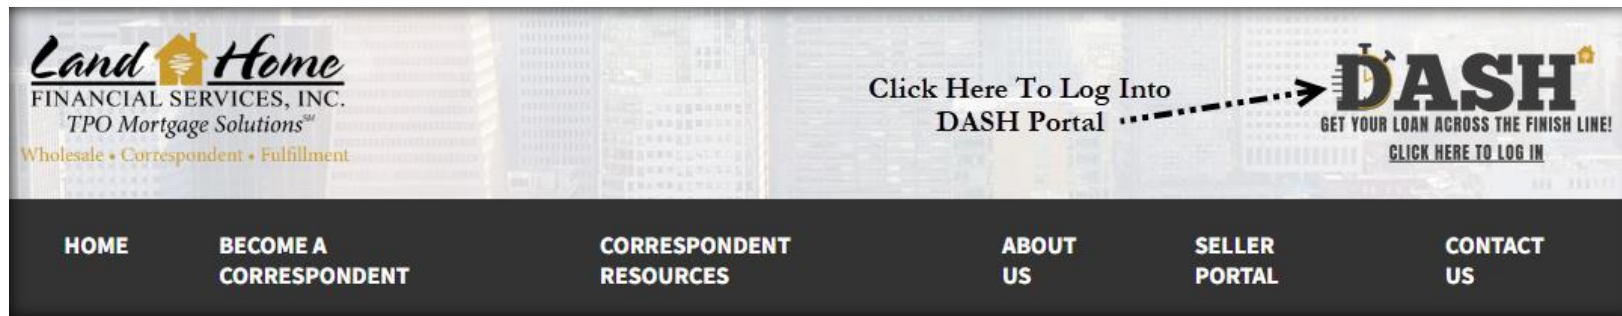 Land Home
FINANCIAL SERVICES, INC.
TPO Mortgage Solutions℠
Wholesale • Correspondent • Fulfillment
Click Here To Log Into
DASH Portal
DASH
GET YOUR LOAN ACROSS THE FINISH LINE!
CLICK HERE TO LOG IN
HOME
BECOME A
CORRESPONDENT
CORRESPONDENT
RESOURCES
ABOUT
US
SELLER
PORTAL
CONTACT
US